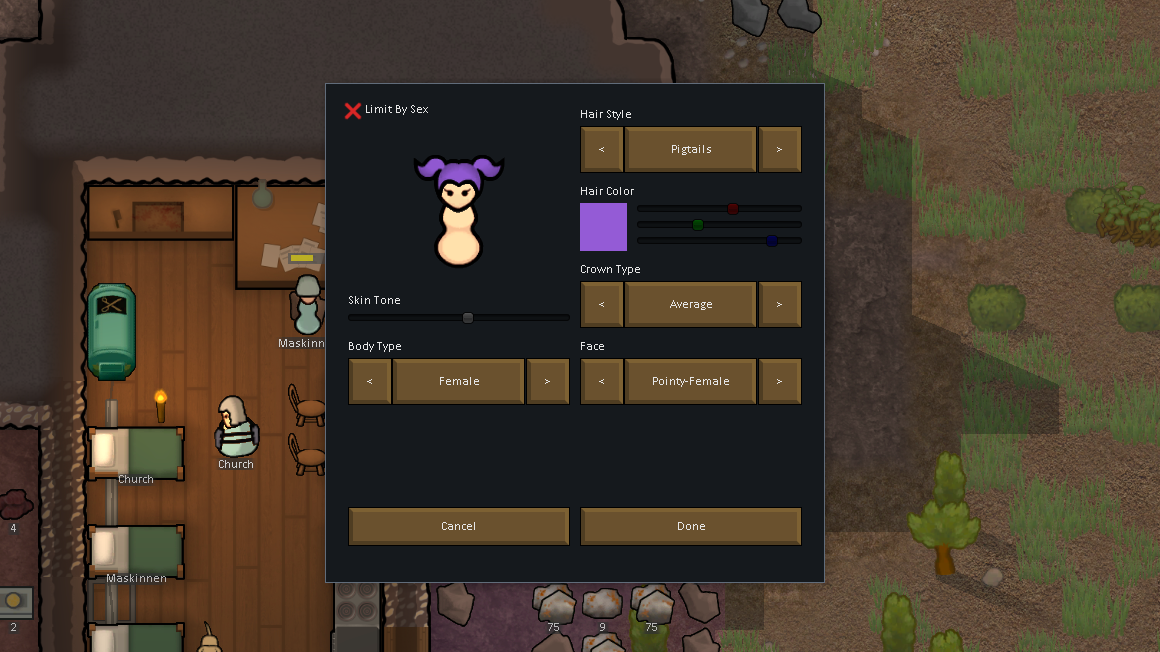 Limit By Sex
Hair Style
< Pigtails >
Hair Color
Crown Type
Skin Tone
< Average >
Maskinn
Body Type
Face
< Female >
< Pointy-Female >
Church
Church
4
Cancel
Done
Maskinnen
2
75
9
75